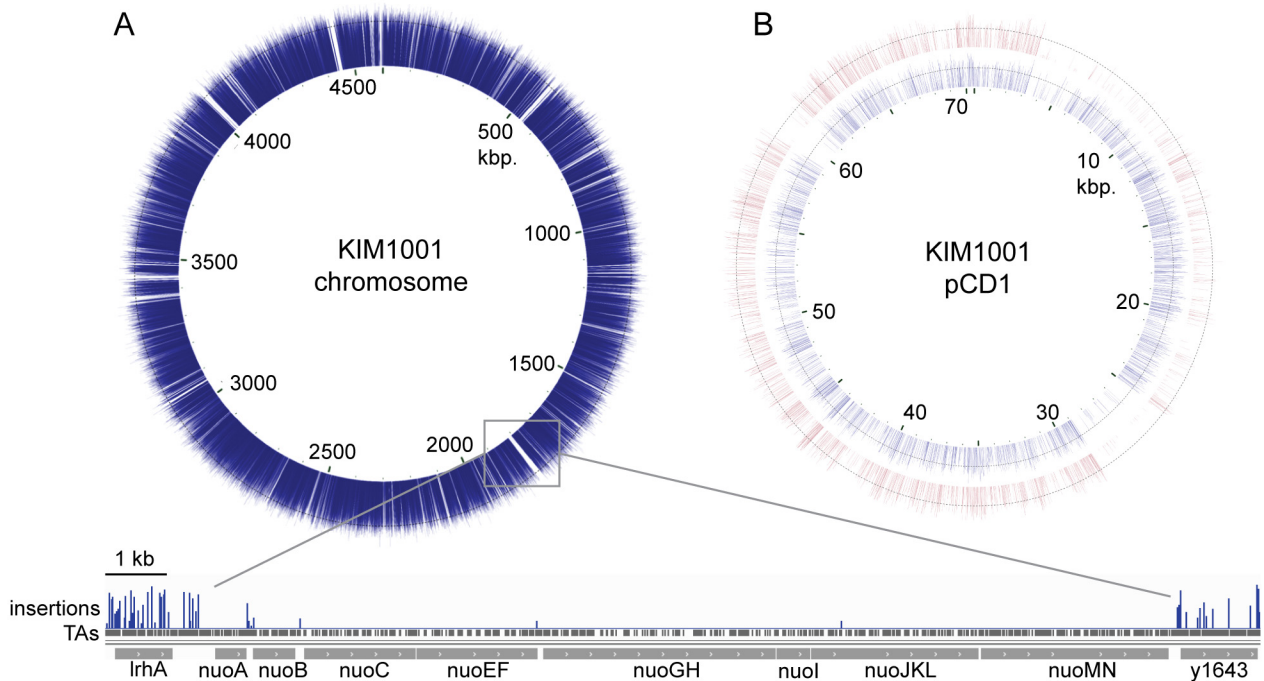 A
B
4500
500
kbp.
4000
1000
KIM1001
chromosome
3500
1500
3000
2500
2000
70
10
kbp.
60
KIM1001
pCD1
50
20
40
30
1 kb
insertions
TAs
lrhA nuoA nuoB nuoC nuoEF nuoGH nuoI nuoJKL nuoMN y1643